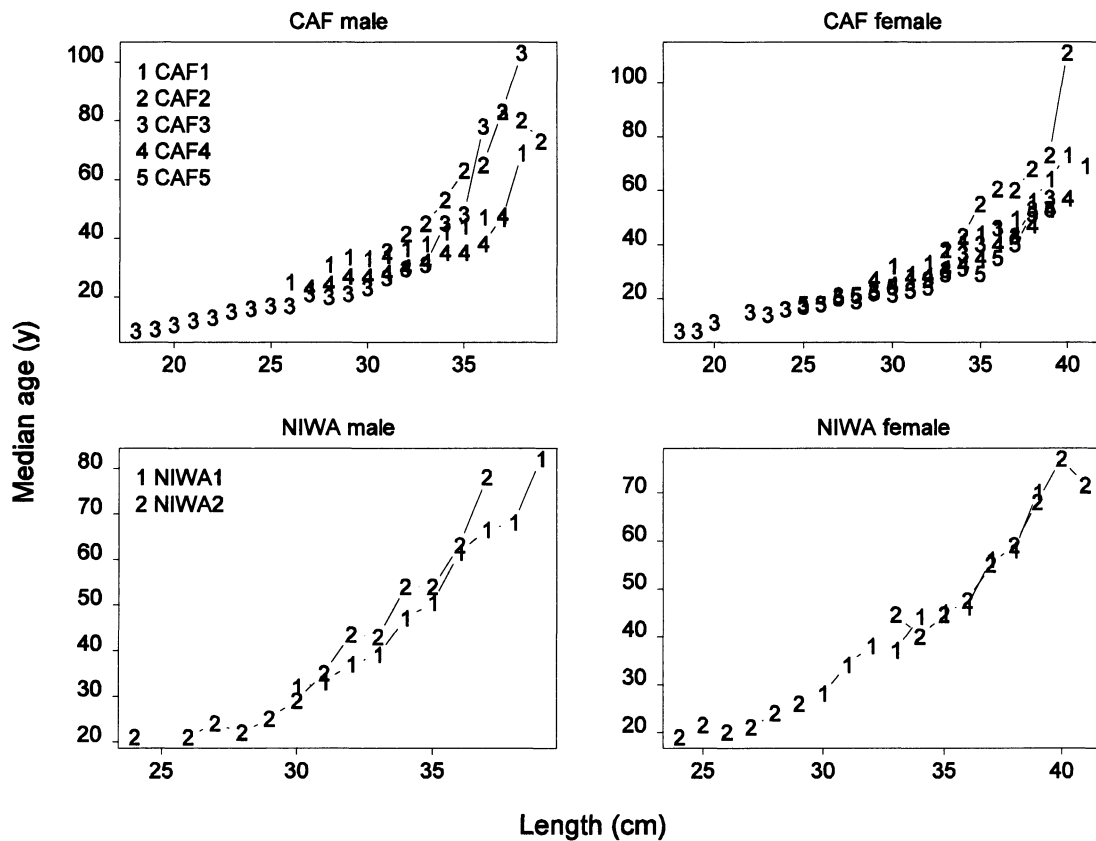 CAF male
CAF female
1 CAF1
2 CAF2
3 CAF3
4 CAF4
5 CAF5
100
80
60
40
20
20 25 30 35
100
80
60
40
20
20 25 30 35 40
NIWA male
NIWA female
1 NIWA1
2 NIWA2
80
70
60
50
40
30
20
25 30 35
70
60
50
40
30
20
25 30 35 40
Median age (y)
Length (cm)